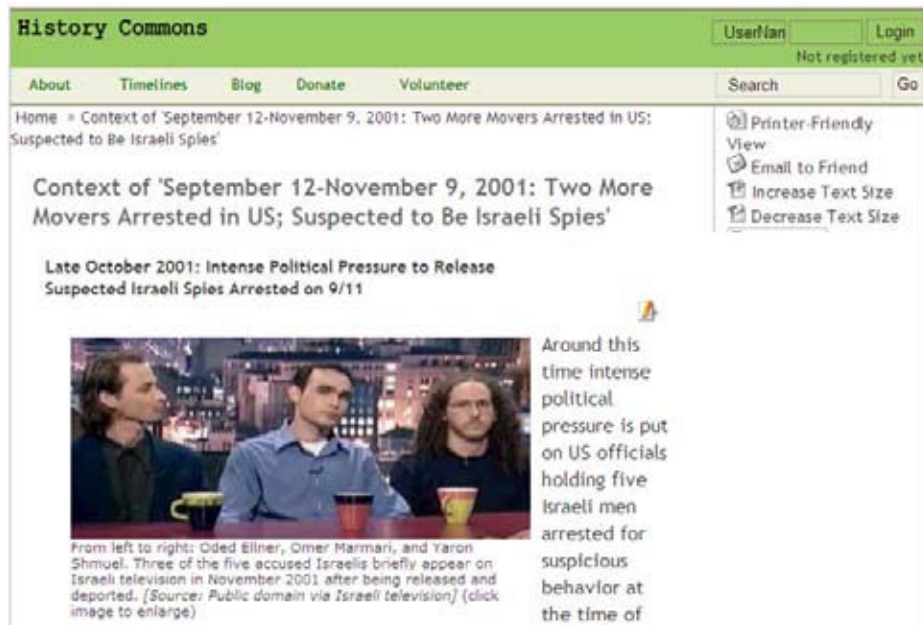 History Commons
UserNan Login
Not registered yet
About Timelines Blog Donate Volunteer
Search Go
Home » Context of 'September 12-November 9, 2001: Two More Movers Arrested in US;
Suspected to Be Israeli Spies'
Printer-Friendly
View
Email to Friend
Increase Text Size
Decrease Text Size
Context of 'September 12-November 9, 2001: Two More
Movers Arrested in US; Suspected to Be Israeli Spies'
Late October 2001: Intense Political Pressure to Release
Suspected Israeli Spies Arrested on 9/11
Around this
time intense
political
pressure is put
on US officials
holding five
Israeli men
arrested for
suspicious
behavior at
the time of
From left to right: Oded Ellner, Omer Marmari, and Yaron
Shmuel. Three of the five accused Israelis briefly appear on
Israeli television in November 2001 after being released and
deported. [Source: Public domain via Israeli television] (click
image to enlarge)